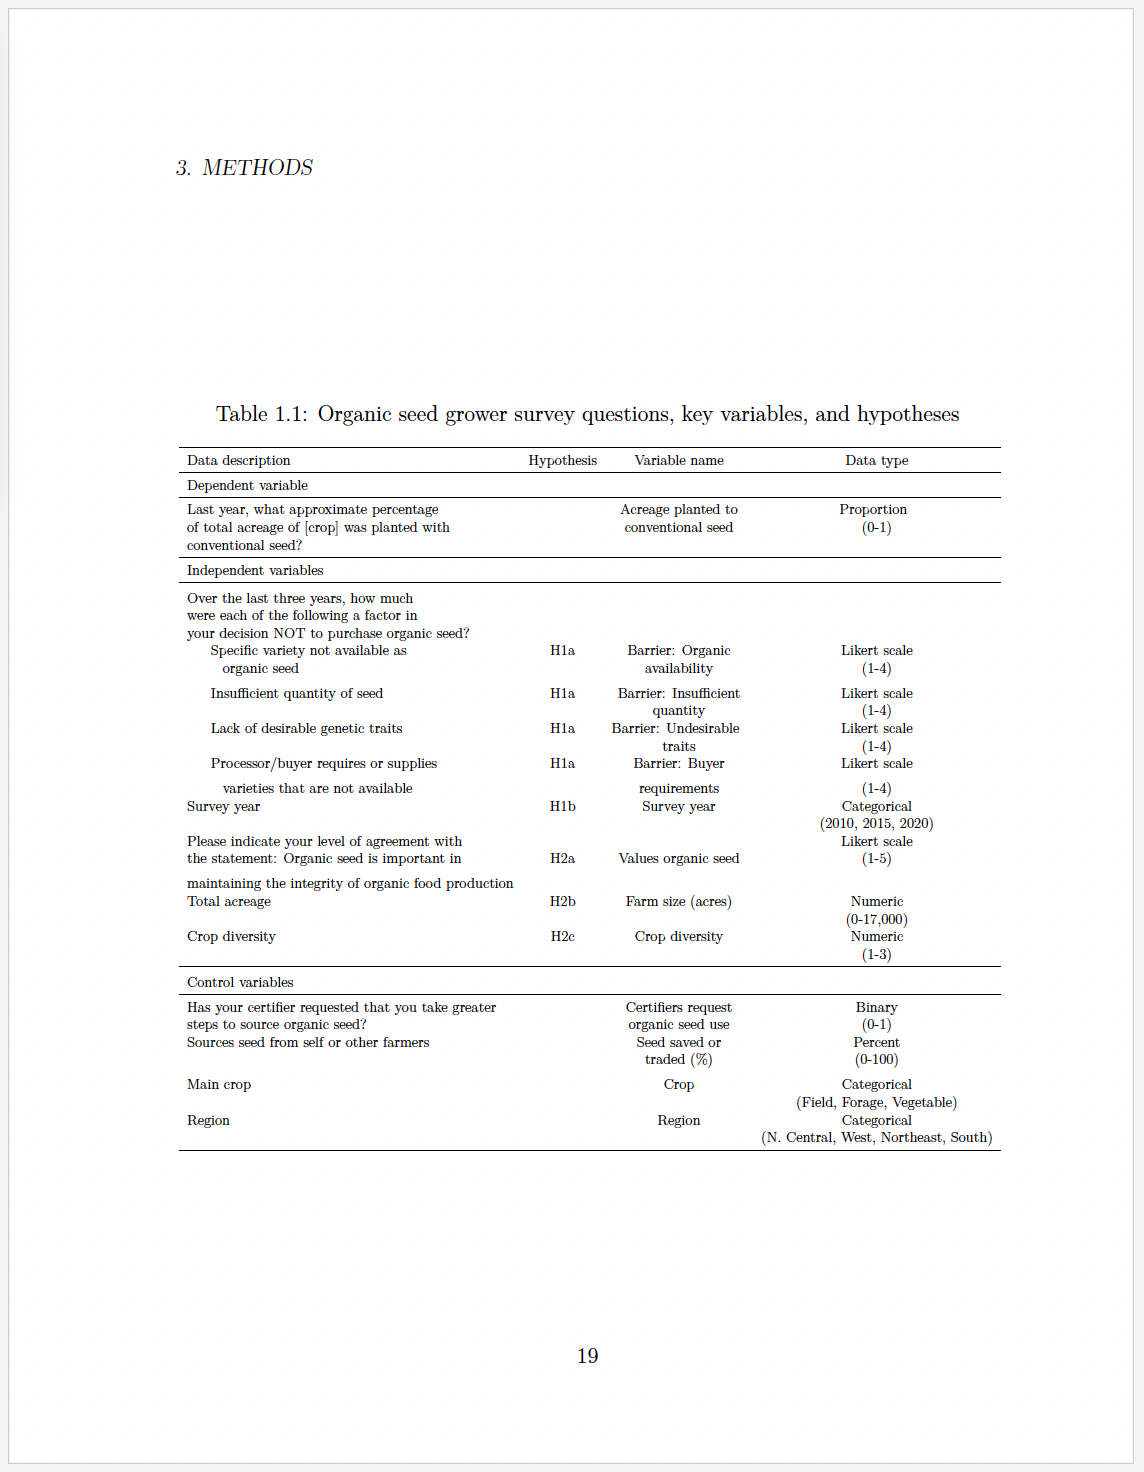 3. METHODS
Table 1.1: Organic seed grower survey questions, key variables, and hypotheses
Data description Hypothesis Variable name Data type
Dependent variable
Last year, what approximate percentage Acreage planted to Proportion
of total acreage of [crop] was planted with conventional seed (0-1)
conventional seed?
Independent variables
Over the last three years, how much
were each of the following a factor in
your decision NOT to purchase organic seed?
Specific variety not available as H1a Barrier: Organic Likert scale
organic seed availability (1-4)
Insufficient quantity of seed H1a Barrier: Insufficient Likert scale
quantity (1-4)
Lack of desirable genetic traits H1a Barrier: Undesirable Likert scale
traits (1-4)
Processor/buyer requires or supplies H1a Barrier: Buyer Likert scale
varieties that are not available requirements (1-4)
Survey year H1b Survey year Categorical
(2010, 2015, 2020)
Please indicate your level of agreement with Likert scale
the statement: Organic seed is important in H2a Values organic seed (1-5)
maintaining the integrity of organic food production
Total acreage H2b Farm size (acres) Numeric
(0-17,000)
Crop diversity H2c Crop diversity Numeric
(1-3)
Control variables
Has your certifier requested that you take greater Certifiers request Binary
steps to source organic seed? organic seed use (0-1)
Sources seed from self or other farmers Seed saved or Percent
traded (%) (0-100)
Main crop Crop Categorical
(Field, Forage, Vegetable)
Region Region Categorical
(N. Central, West, Northeast, South)
19